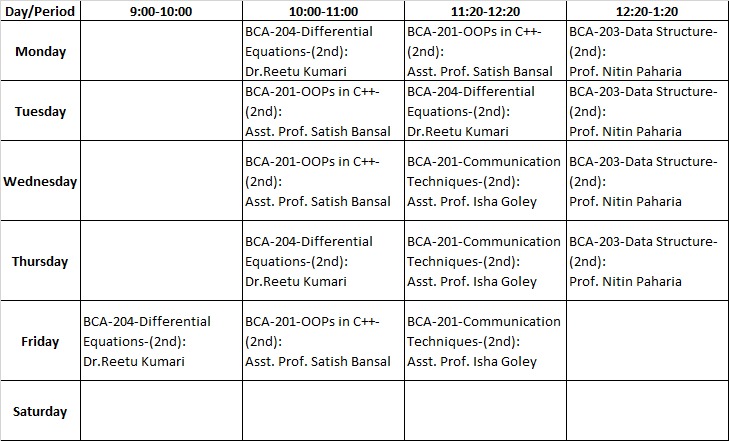 Day/Period 9:00-10:00 10:00-11:00 11:20-12:20 12:20-1:20
Monday
BCA-204-Differential
Equations-(2nd):
Dr.Reetu Kumari
BCA-201-OOPs in C++-
(2nd):
Asst. Prof. Satish Bansal
BCA-203-Data Structure-
(2nd):
Prof. Nitin Paharia
Tuesday
BCA-201-OOPs in C++-
(2nd):
Asst. Prof. Satish Bansal
BCA-204-Differential
Equations-(2nd):
Dr.Reetu Kumari
BCA-203-Data Structure-
(2nd):
Prof. Nitin Paharia
Wednesday
BCA-201-OOPs in C++-
(2nd):
Asst. Prof. Satish Bansal
BCA-201-Communication
Techniques-(2nd):
Asst. Prof. Isha Goley
BCA-203-Data Structure-
(2nd):
Prof. Nitin Paharia
Thursday
BCA-204-Differential
Equations-(2nd):
Dr.Reetu Kumari
BCA-201-Communication
Techniques-(2nd):
Asst. Prof. Isha Goley
BCA-203-Data Structure-
(2nd):
Prof. Nitin Paharia
Friday
BCA-204-Differential
Equations-(2nd):
Dr.Reetu Kumari
BCA-201-OOPs in C++-
(2nd):
Asst. Prof. Satish Bansal
BCA-201-Communication
Techniques-(2nd):
Asst. Prof. Isha Goley
Saturday